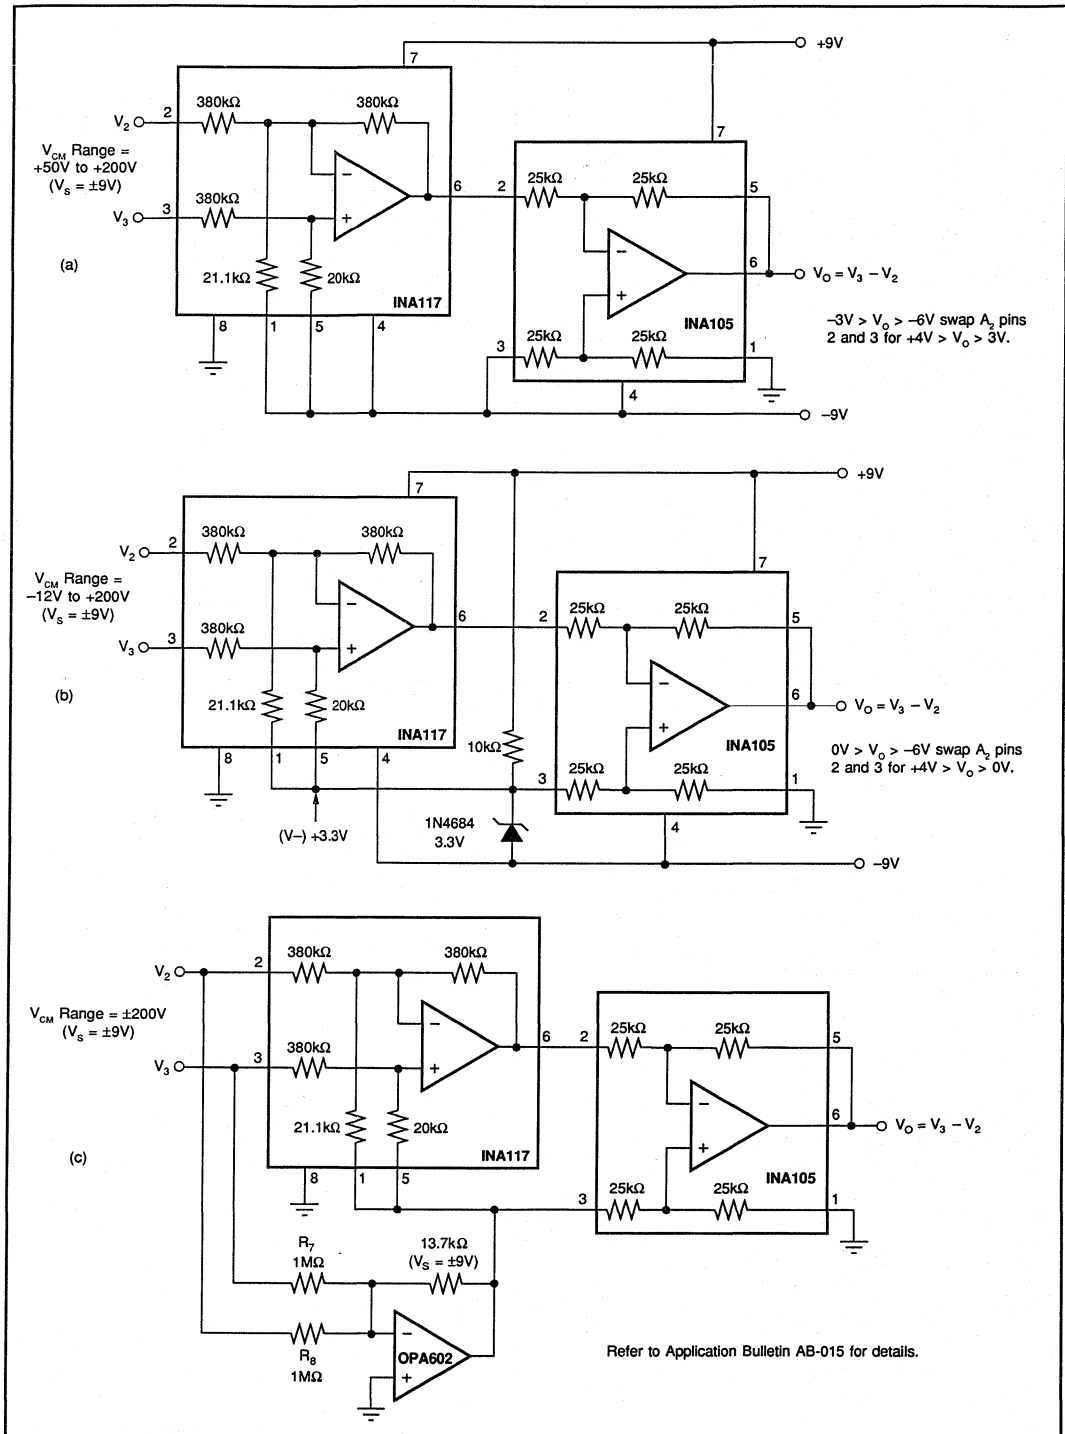 +9V
7
380kΩ
380kΩ
V2
2
VCM Range =
+50V to +200V
(VS = ±9V)
7
380kΩ
V3
3
6
2
25kΩ
25kΩ
5
−
+
(a)
−
+
6
VO = V3 – V2
21.1kΩ
20kΩ
INA117
INA105
–3V > VO > –6V swap A2 pins
2 and 3 for +4V > VO > 3V.
8
1
5
4
3
25kΩ
25kΩ
1
4
–9V
+9V
7
380kΩ
380kΩ
V2
2
7
VCM Range =
–12V to +200V
(VS = ±9V)
380kΩ
V3
3
6
2
25kΩ
25kΩ
5
−
+
(b)
−
+
6
VO = V3 – V2
21.1kΩ
20kΩ
INA117
10kΩ
INA105
0V > VO > –6V swap A2 pins
2 and 3 for +4V > VO > 0V.
8
1
5
4
3
25kΩ
25kΩ
1
(V–) +3.3V
1N4684
3.3V
4
–9V
380kΩ
380kΩ
V2
2
VCM Range = ±200V
(VS = ±9V)
380kΩ
V3
3
6
2
25kΩ
25kΩ
5
−
+
−
+
6
VO = V3 – V2
21.1kΩ
20kΩ
(c)
INA117
INA105
8
1
5
3
25kΩ
25kΩ
1
R7
1MΩ
13.7kΩ
(VS = ±9V)
R8
1MΩ
−
OPA602
+
Refer to Application Bulletin AB-015 for details.